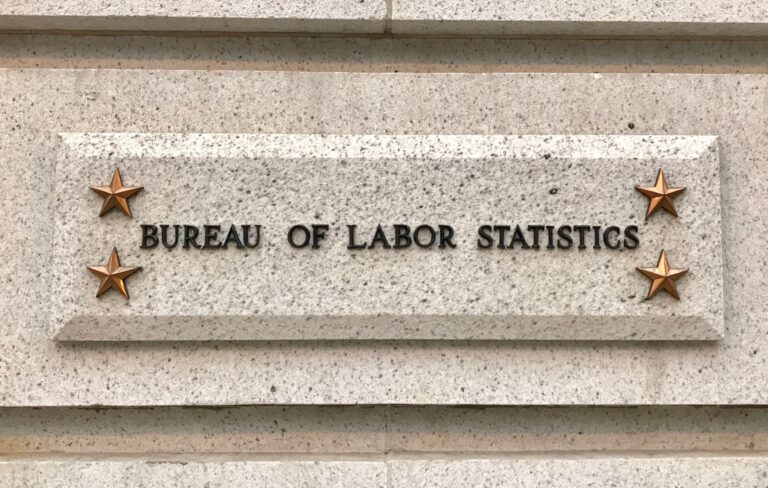 BUREAU OF LABOR STATISTICS